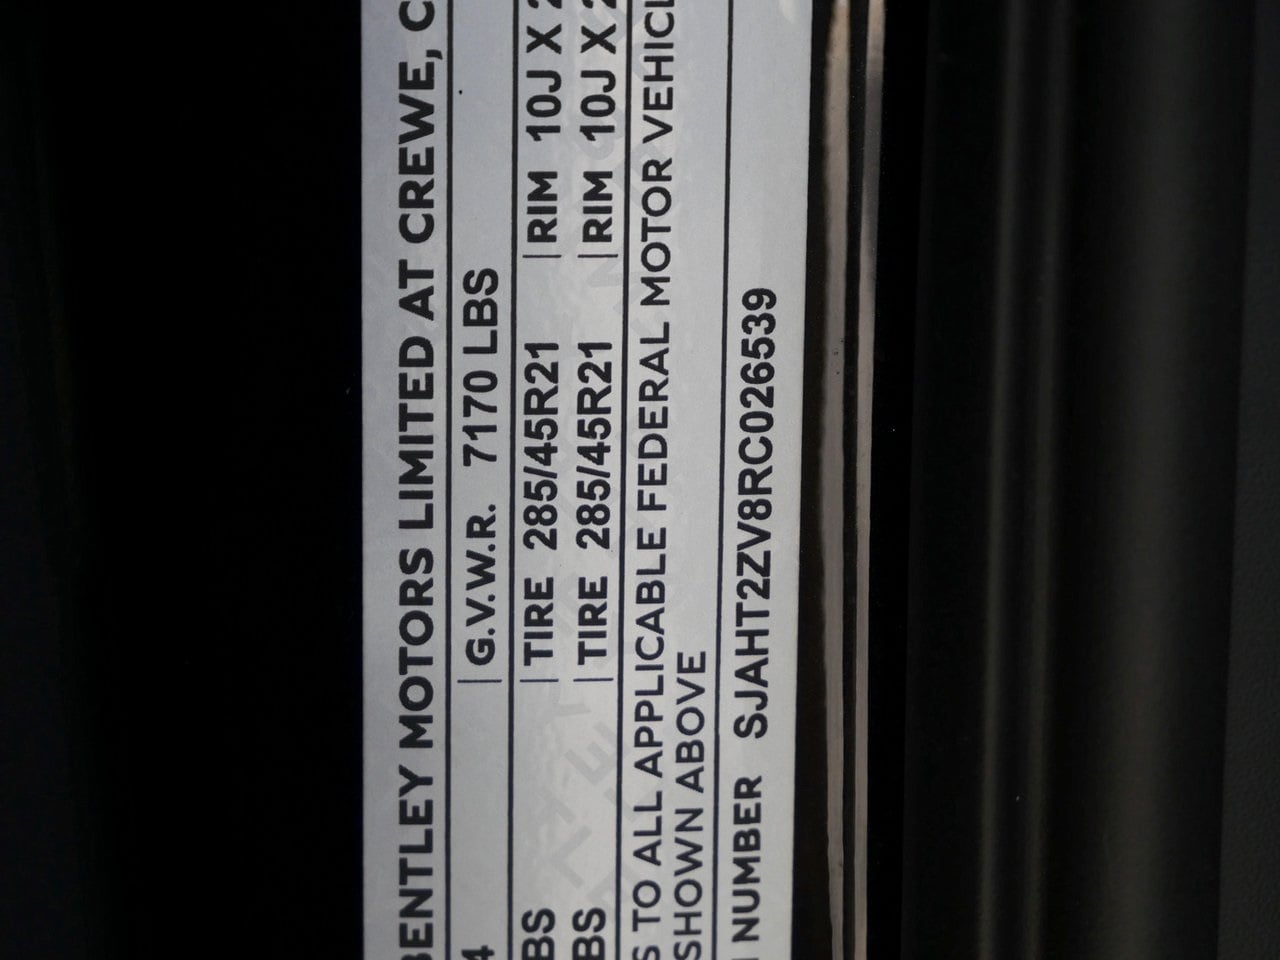 BENTLEY MOTORS LIMITED AT CREWE, C
4 | G.V.W.R. 7170 LBS
BS | TIRE 285/45R21 | RIM 10J X 2
BS | TIRE 285/45R21 | RIM 10J X 2
S TO ALL APPLICABLE FEDERAL MOTOR VEHICL
SHOWN ABOVE
NUMBER SJAHT2ZV8RC026539